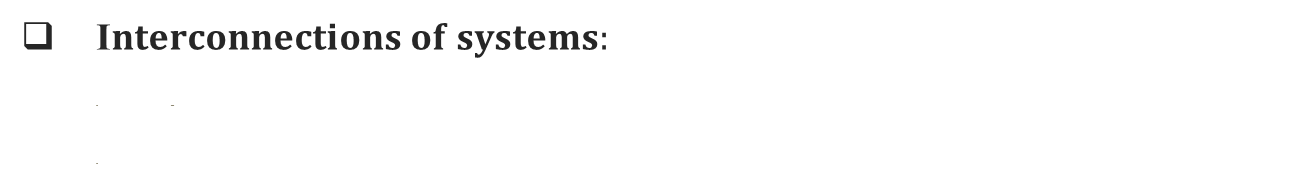 ❑ Interconnections of systems: